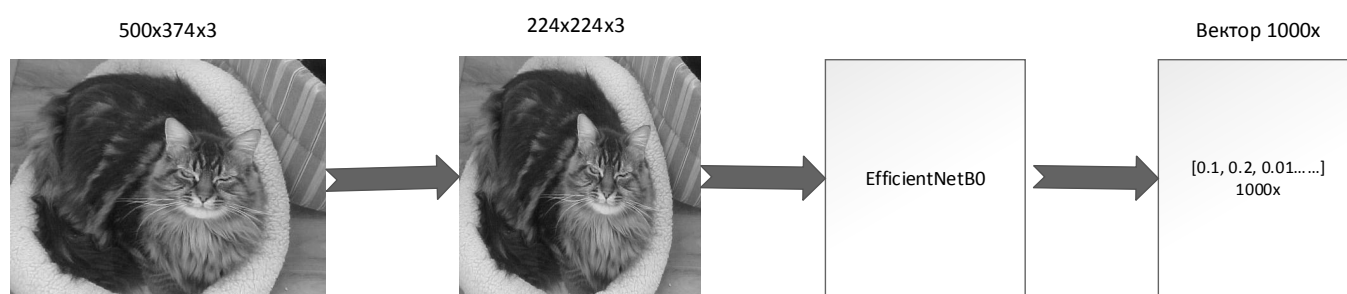 500x374x3
224x224x3
Вектор 1000x
EfficientNetB0
[0.1, 0.2, 0.01......]
1000x